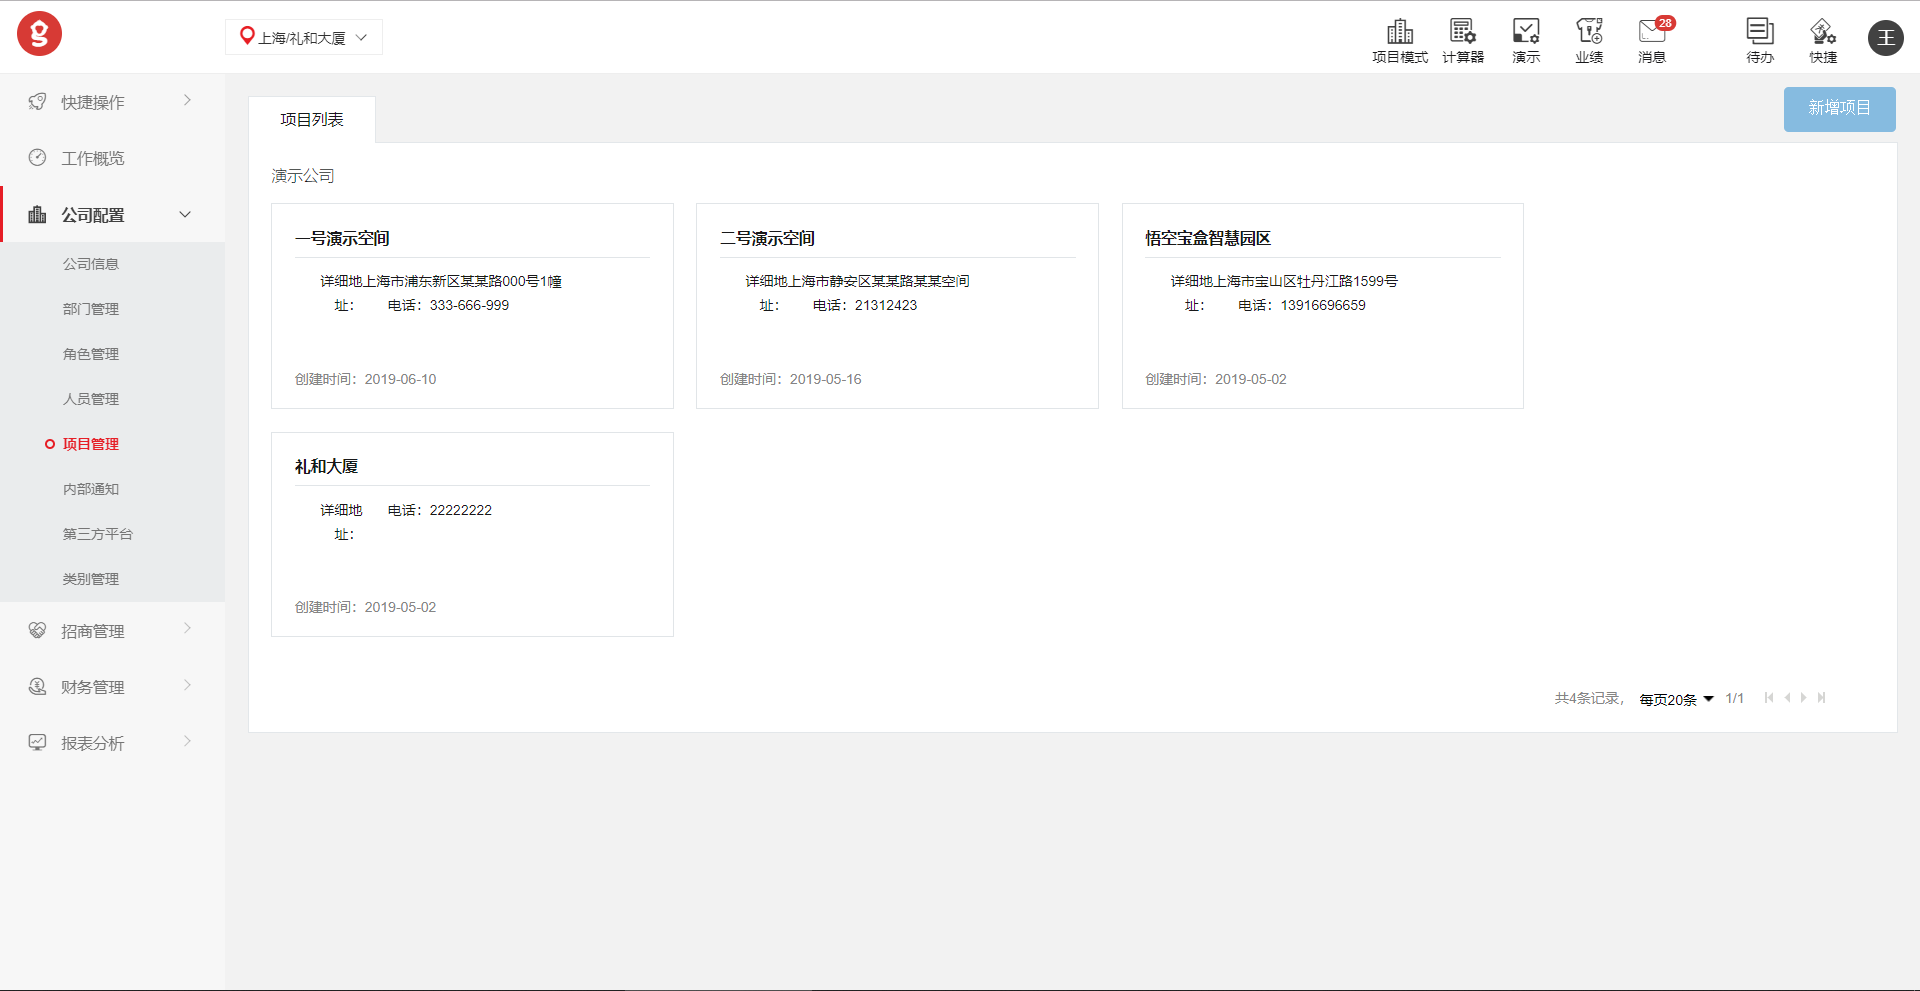 上海/礼和大厦
项目模式 计算器 演示 业绩 消息 28 待办 快捷 王
快捷操作
工作概览
公司配置
公司信息
部门管理
角色管理
人员管理
项目管理
内部通知
第三方平台
类别管理
招商管理
财务管理
报表分析
项目列表
新增项目
演示公司
一号演示空间
详细地上海市浦东新区某某路000号1幢
址： 电话：333-666-999
创建时间：2019-06-10
二号演示空间
详细地上海市静安区某某路某某空间
址： 电话：21312423
创建时间：2019-05-16
悟空宝盒智慧园区
详细地上海市宝山区牡丹江路1599号
址： 电话：13916696659
创建时间：2019-05-02
礼和大厦
详细地 电话：22222222
址：
创建时间：2019-05-02
共4条记录， 每页20条 1/1